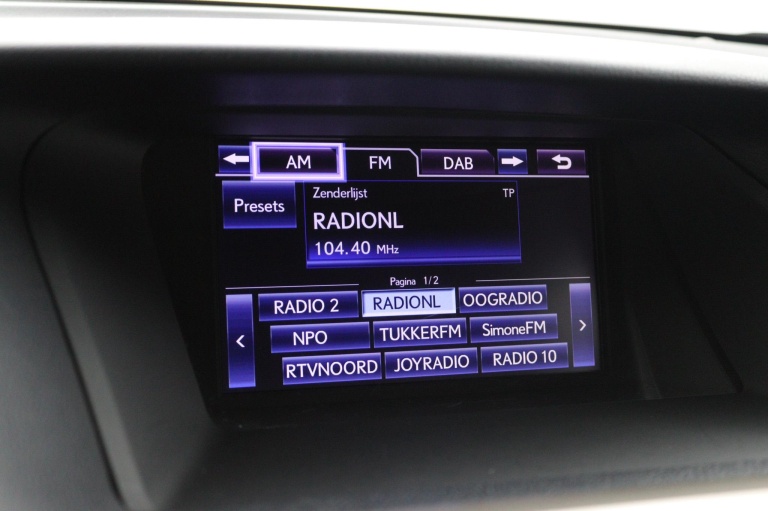 AM FM DAB
Presets
Zenderlijst TP
RADIONL
104.40 MHz
Pagina 1/2
RADIO 2 RADIONL OOGRADIO
NPO TUKKERFM SimoneFM
RTVNOORD JOYRADIO RADIO 10